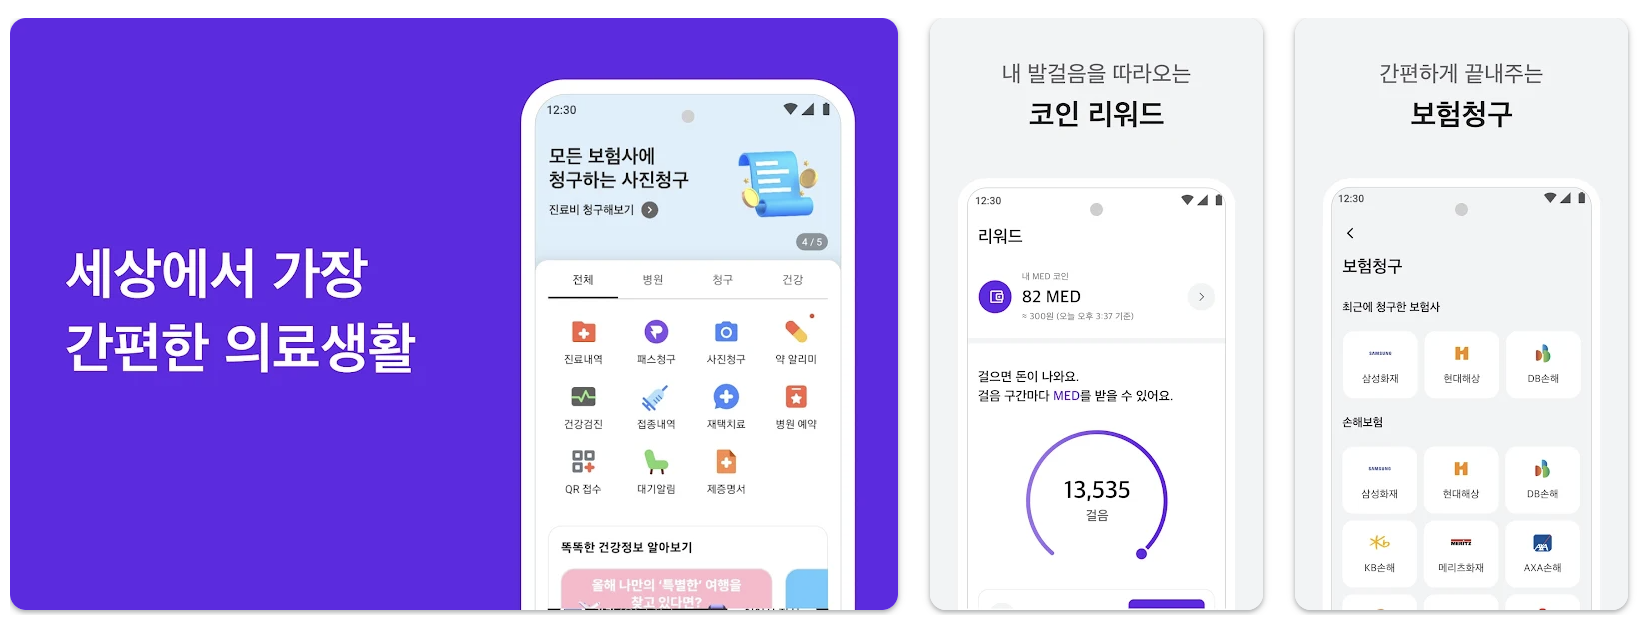 세상에서 가장
간편한 의료생활
12:30
모든 보험사에
청구하는 사진청구
진료비 청구해보기
4 / 5
전체 병원 청구 건강
진료내역 패스청구 사진청구 약 알리미
건강검진 접종내역 재택치료 병원 예약
QR 접수 대기알림 제증명서
똑똑한 건강정보 알아보기
올해 나만의 ‘특별한’ 여행을
찾고 있다면?
내 발걸음을 따라오는
코인 리워드
12:30
리워드
내 MED 코인
82 MED
≈ 300원 (오늘 오후 3:37 기준)
걸으면 돈이 나와요.
걸음 구간마다 MED를 받을 수 있어요.
13,535
걸음
간편하게 끝내주는
보험청구
12:30
보험청구
최근에 청구한 보험사
SAMSUNG
삼성화재 현대해상 DB손해
손해보험
SAMSUNG
삼성화재 현대해상 DB손해
MERITZ AXA
KB손해 메리츠화재 AXA손해